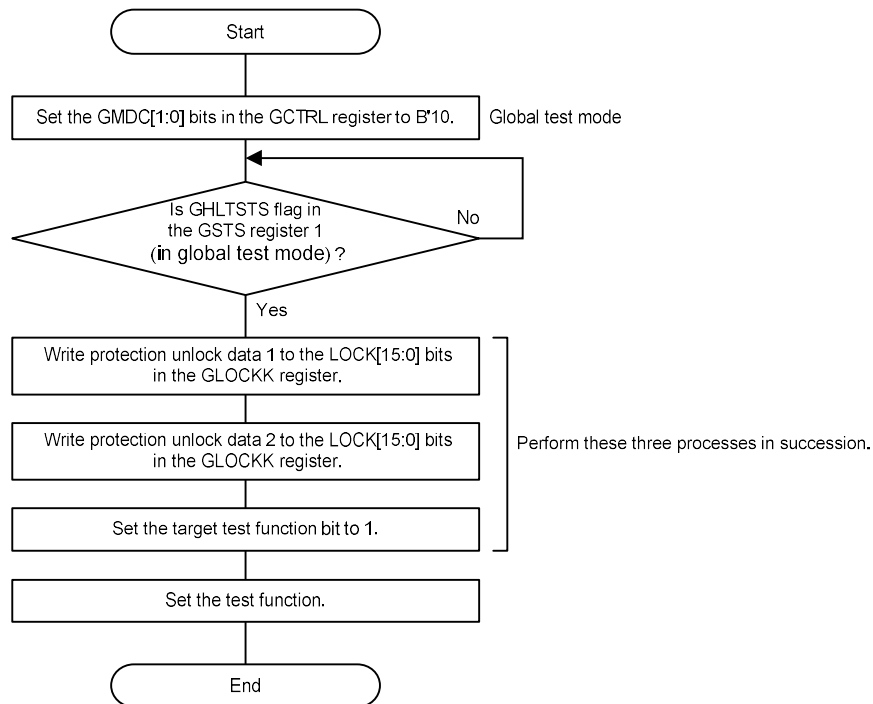 Start
Set the GMDC[1:0] bits in the GCTRL register to B'10.
Global test mode
Is GHLTSTS flag in
the GSTS register 1
(in global test mode) ?
No
Yes
Write protection unlock data 1 to the LOCK[15:0] bits
in the GLOCKK register.
Write protection unlock data 2 to the LOCK[15:0] bits
in the GLOCKK register.
Perform these three processes in succession.
Set the target test function bit to 1.
Set the test function.
End